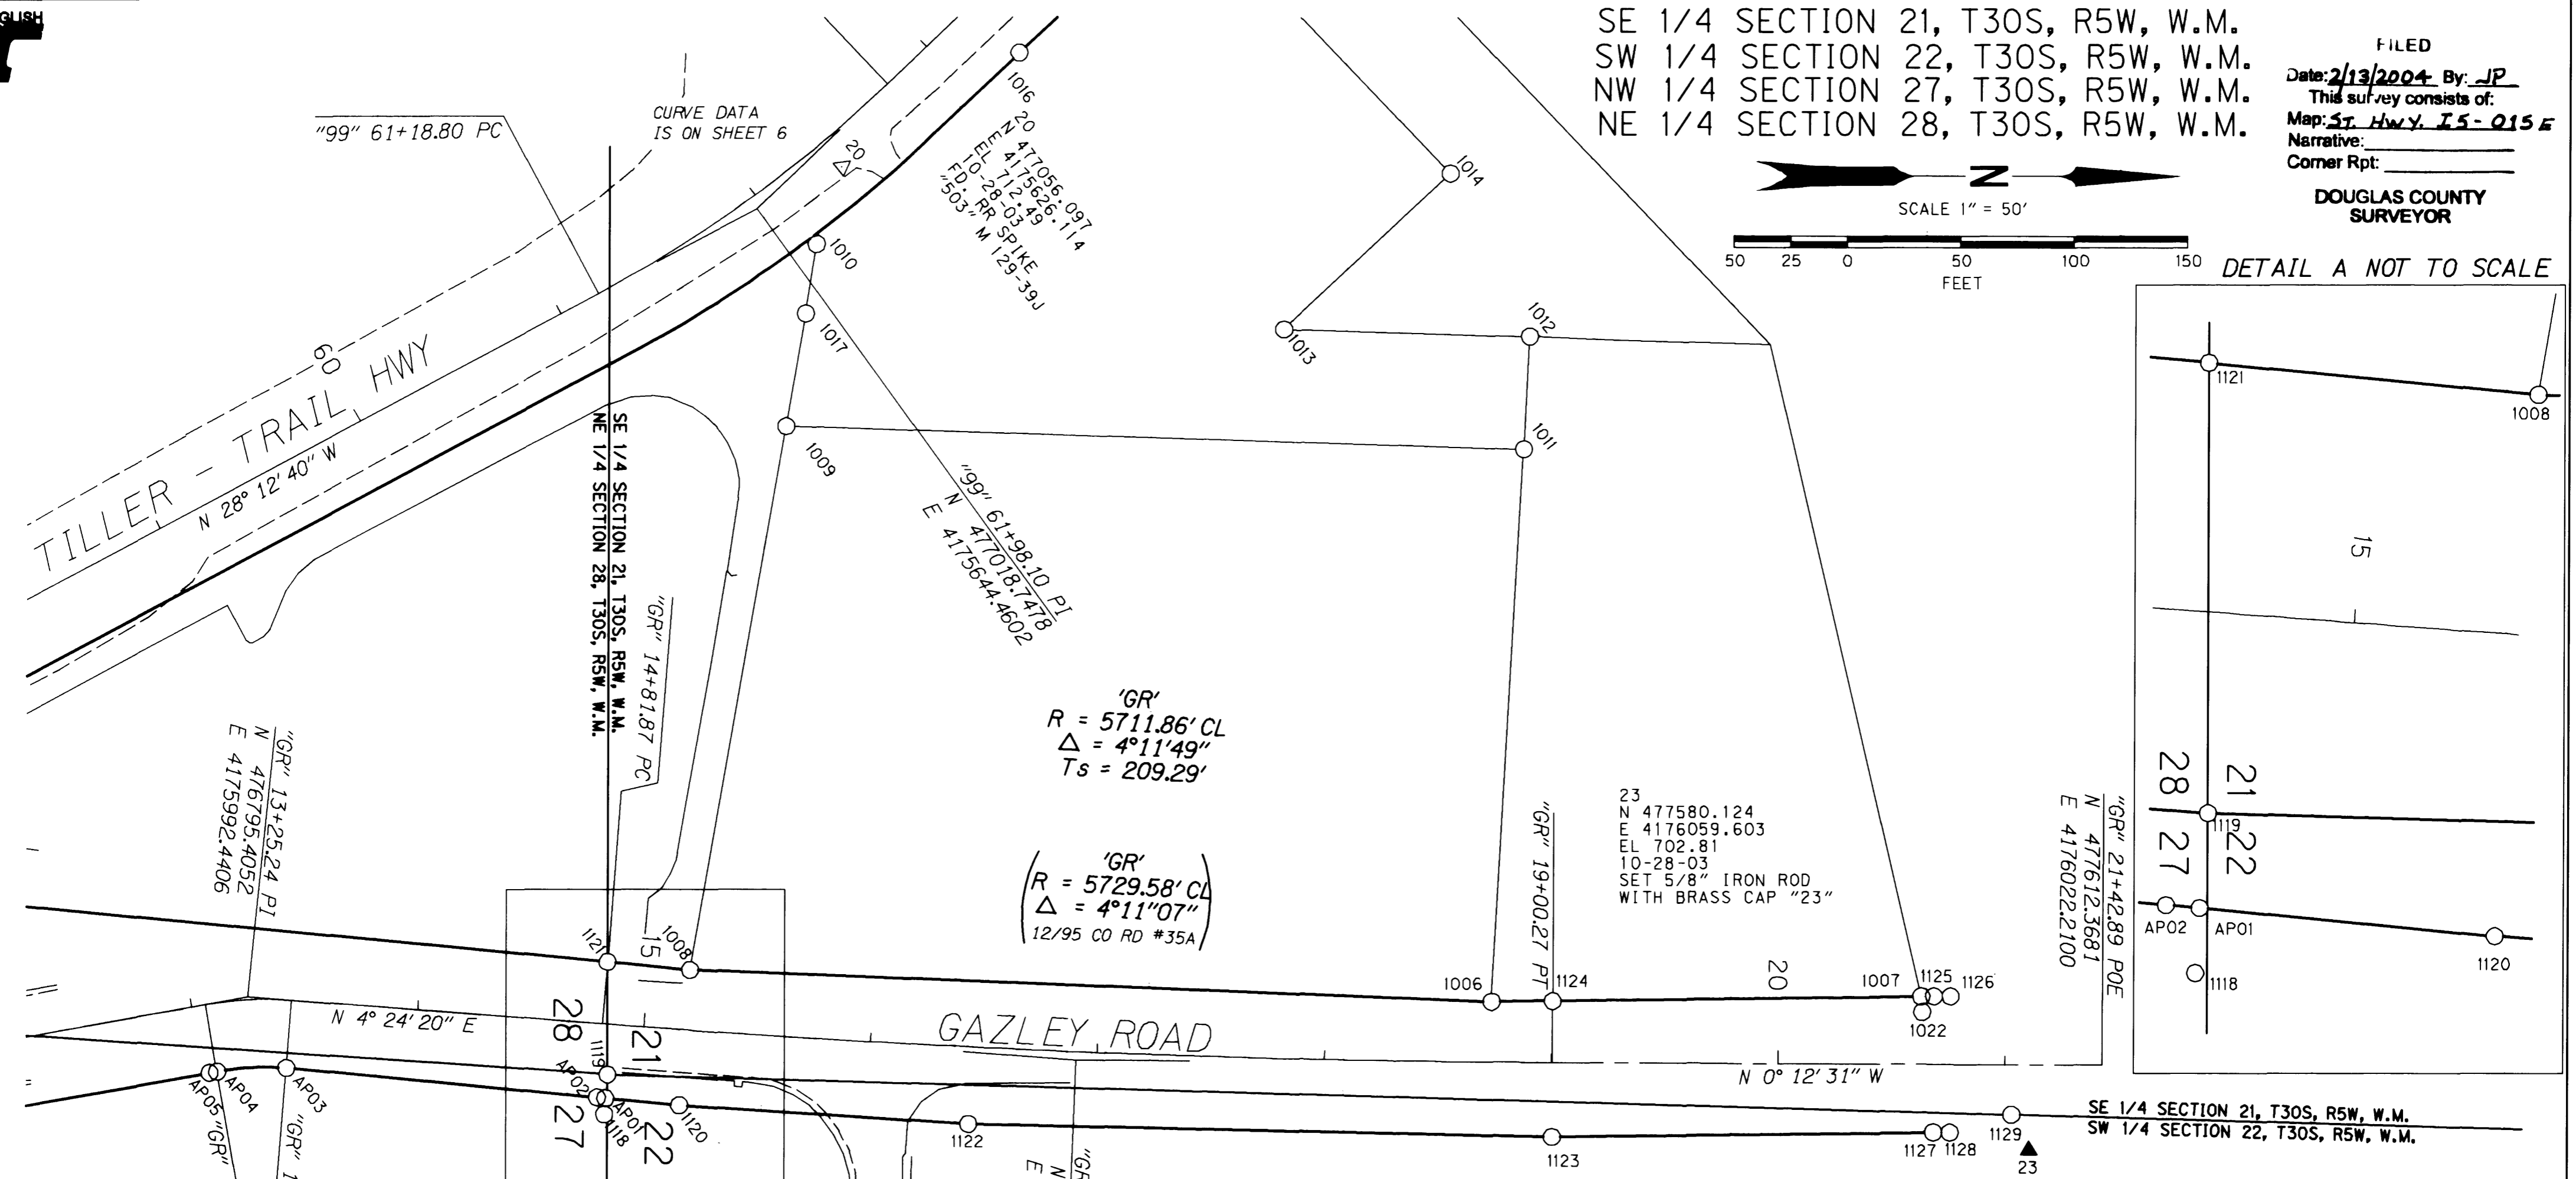 GLISH
SE 1/4 SECTION 21, T30S, R5W, W.M.
SW 1/4 SECTION 22, T30S, R5W, W.M.
NW 1/4 SECTION 27, T30S, R5W, W.M.
NE 1/4 SECTION 28, T30S, R5W, W.M.
FILED
Date: 2/13/2004 By: JP
This survey consists of:
Map: ST. HWY. I5-015E
Narrative:
Corner Rpt:
DOUGLAS COUNTY
SURVEYOR
N
SCALE 1" = 50'
50 25 0 50 100 150
FEET
DETAIL A NOT TO SCALE
1121
1008
15
28 21
1119
27 22
AP02 AP01
1120
1118
"99" 61+18.80 PC
CURVE DATA
IS ON SHEET 6
1016
20
20
N 477056.097
E 4175626.114
EL 712.49
10-28-03
FD. RR SPIKE
"503" M 129-39J
1010
1017
1009
1014
1013
1012
1011
60
TILLER - TRAIL HWY
N 28° 12' 40" W
SE 1/4 SECTION 21, T30S, R5W, W.M.
NE 1/4 SECTION 28, T30S, R5W, W.M.
"99" 61+98.10 PI
N 477018.7478
E 4175644.4602
"GR" 14+81.87 PC
"GR" 13+25.24 PI
N 476795.4052
E 4175992.4406
'GR'
R = 5711.86' CL
Δ = 4°11'49"
Ts = 209.29'
'GR'
R = 5729.58' CL
Δ = 4°11"07"
12/95 CO RD #35A
"GR" 19+00.27 PT
23
N 477580.124
E 4176059.603
EL 702.81
10-28-03
SET 5/8" IRON ROD
WITH BRASS CAP "23"
"GR" 21+42.89 POE
N 477612.3681
E 4176022.2100
1121
15
1008
1006
1124
20
1007
1125
1126
1022
N 4° 24' 20" E
28
21
GAZLEY ROAD
N 0° 12' 31" W
1119
AP02
AP01
1118
27
22
1120
AP05
AP04
AP03
"GR"
"GR" 1
1122
N
E
"GR
1123
1127
1128
1129
23
SE 1/4 SECTION 21, T30S, R5W, W.M.
SW 1/4 SECTION 22, T30S, R5W, W.M.